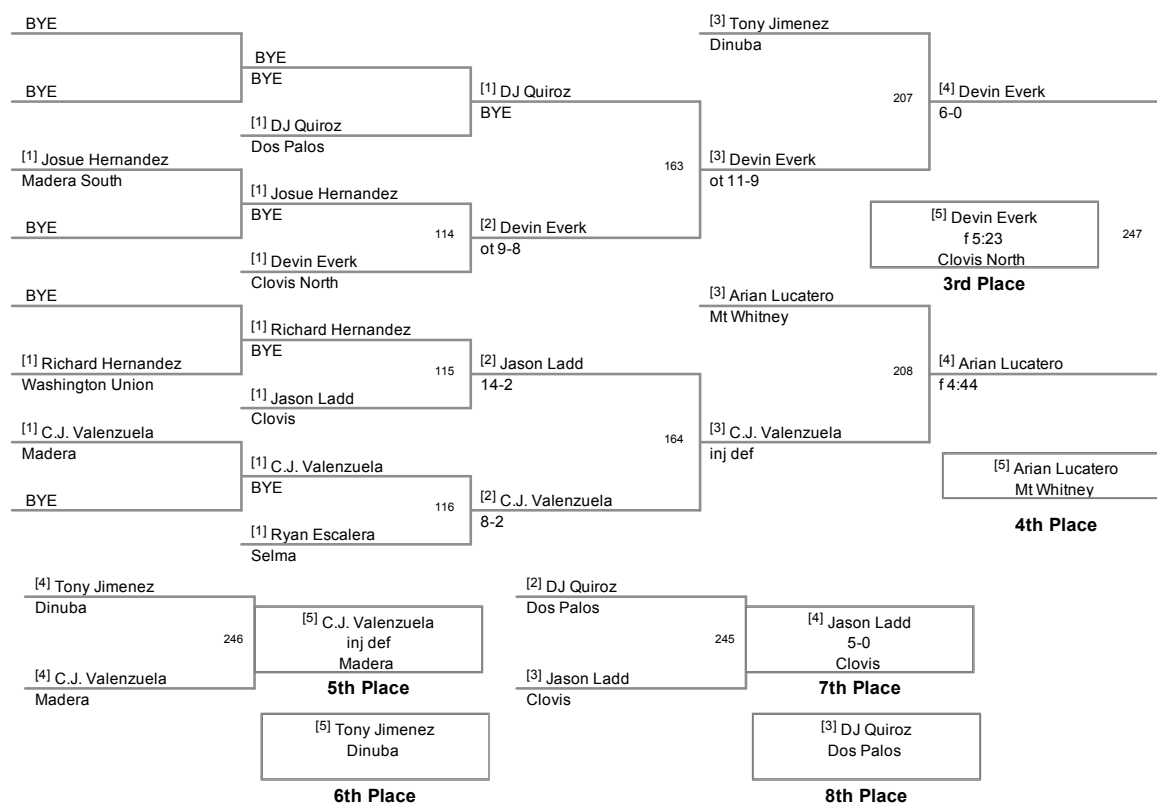 BYE
BYE
BYE
BYE
[1] DJ Quiroz
Dos Palos
[1] DJ Quiroz
BYE
[1] Josue Hernandez
Madera South
BYE
[1] Josue Hernandez
BYE
114
[1] Devin Everk
Clovis North
[2] Devin Everk
ot 9-8
163
[3] Devin Everk
ot 11-9
[3] Tony Jimenez
Dinuba
207
[4] Devin Everk
6-0
[5] Devin Everk
f 5:23
Clovis North
247
3rd Place
BYE
[1] Richard Hernandez
Washington Union
[1] Richard Hernandez
BYE
115
[1] Jason Ladd
Clovis
[2] Jason Ladd
14-2
[1] C.J. Valenzuela
Madera
BYE
[1] C.J. Valenzuela
BYE
116
[1] Ryan Escalera
Selma
[2] C.J. Valenzuela
8-2
164
[3] C.J. Valenzuela
inj def
[3] Arian Lucatero
Mt Whitney
208
[4] Arian Lucatero
f 4:44
[5] Arian Lucatero
Mt Whitney
4th Place
[4] Tony Jimenez
Dinuba
246
[4] C.J. Valenzuela
Madera
[5] C.J. Valenzuela
inj def
Madera
5th Place
[5] Tony Jimenez
Dinuba
6th Place
[2] DJ Quiroz
Dos Palos
245
[3] Jason Ladd
Clovis
[4] Jason Ladd
5-0
Clovis
7th Place
[3] DJ Quiroz
Dos Palos
8th Place